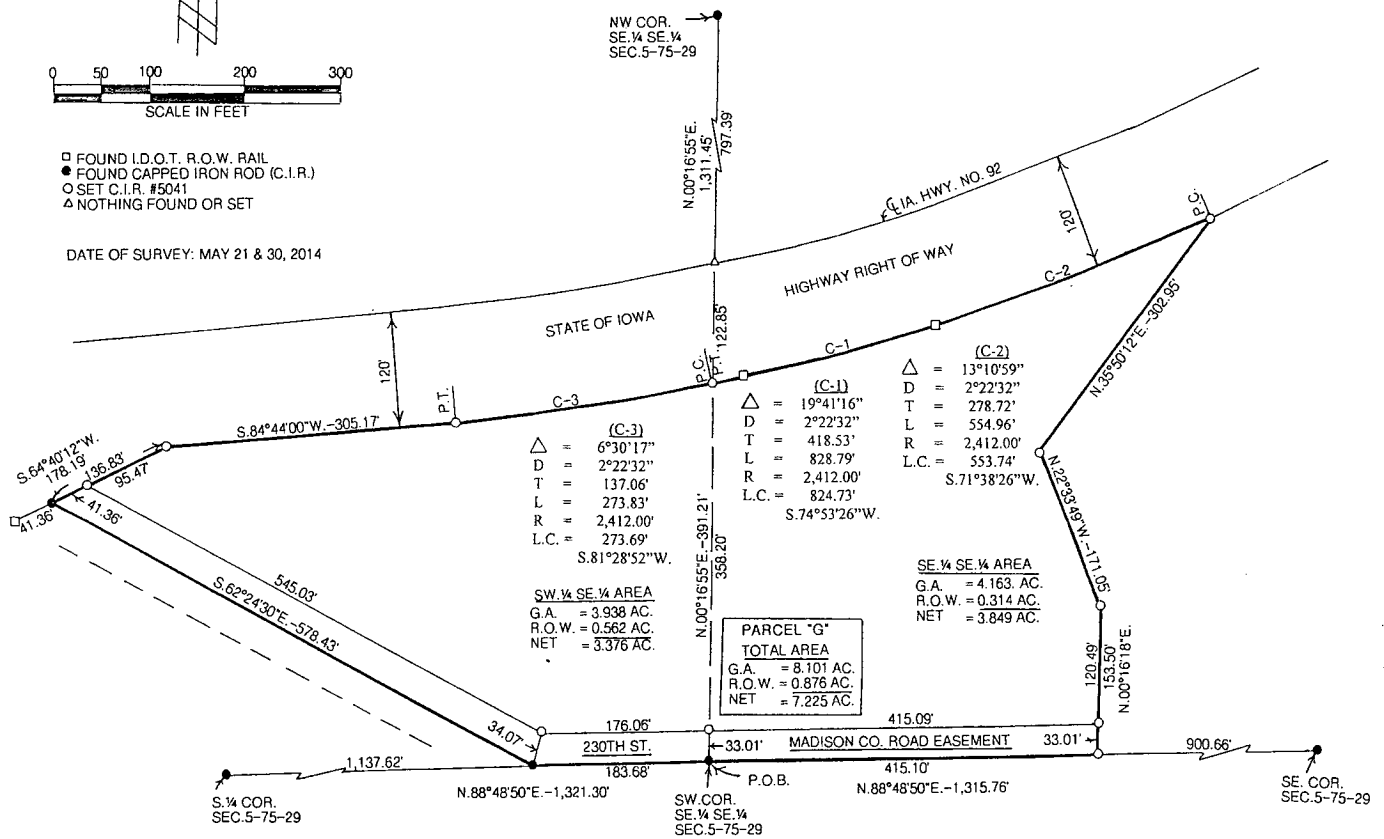 NW COR.
SE.¼ SE.¼
SEC.5-75-29
0 50 100 200 300
SCALE IN FEET
□ FOUND I.D.O.T. R.O.W. RAIL
● FOUND CAPPED IRON ROD (C.I.R.)
○ SET C.I.R. #5041
△ NOTHING FOUND OR SET
DATE OF SURVEY: MAY 21 & 30, 2014
N.00°16'55"E.
1,311.45'
797.39'
℄ IA. HWY. NO. 92
120'
P.C.
HIGHWAY RIGHT OF WAY
STATE OF IOWA
122.85'
C-2
C-1
C-3
120'
P.T.
P.C.
P.T.
S.84°44'00"W.-305.17'
S.64°40'12"W.
178.19'
136.83'
95.47'
41.36'
41.36'
N.35°50'12"E.-302.95'
N.22°33'49"W.-171.05'
(C-3)
△ = 6°30'17"
D = 2°22'32"
T = 137.06'
L = 273.83'
R = 2,412.00'
L.C. = 273.69'
S.81°28'52"W.
(C-1)
△ = 19°41'16"
D = 2°22'32"
T = 418.53'
L = 828.79'
R = 2,412.00'
L.C. = 824.73'
S.74°53'26"W.
(C-2)
△ = 13°10'59"
D = 2°22'32"
T = 278.72'
L = 554.96'
R = 2,412.00'
L.C. = 553.74'
S.71°38'26"W.
N.00°16'55"E.-391.21'
358.20'
545.03'
S.62°24'30"E.-578.43'
SW.¼ SE.¼ AREA
G.A. = 3.938 AC.
R.O.W. = 0.562 AC.
NET = 3.376 AC.
SE.¼ SE.¼ AREA
G.A. = 4.163 AC.
R.O.W. = 0.314 AC.
NET = 3.849 AC.
PARCEL "G"
TOTAL AREA
G.A. = 8.101 AC.
R.O.W. = 0.876 AC.
NET = 7.225 AC.
120.49'
153.50'
N.00°16'18"E.
34.07'
176.06'
415.09'
230TH ST.
33.01'
MADISON CO. ROAD EASEMENT
33.01'
1,137.62'
183.68'
P.O.B.
415.10'
900.66'
N.88°48'50"E.-1,321.30'
N.88°48'50"E.-1,315.76'
S.¼ COR.
SEC.5-75-29
SW.COR.
SE.¼ SE.¼
SEC.5-75-29
SE. COR.
SEC.5-75-29